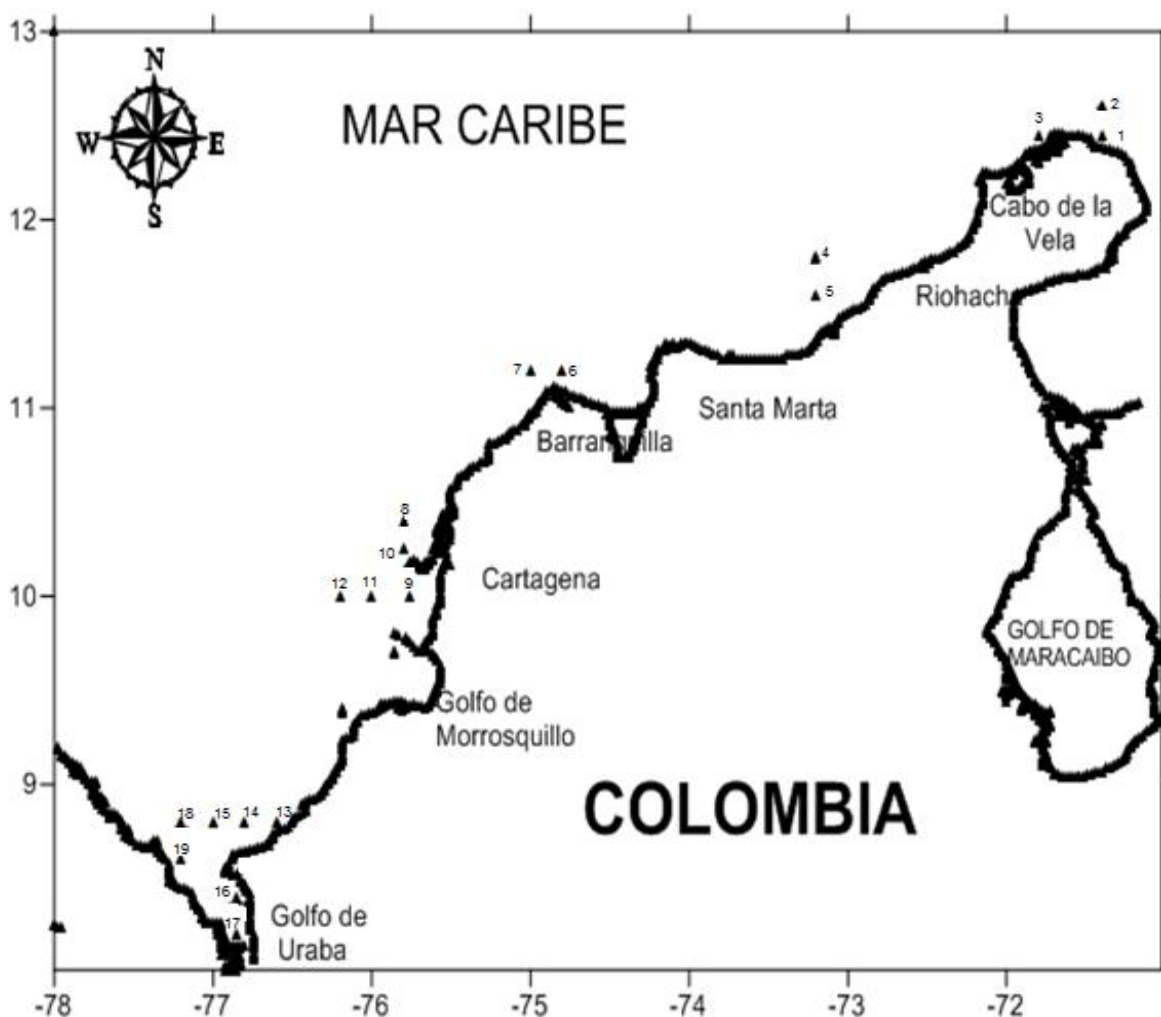 13
N
MAR CARIBE
2
3
1
W
E
S
12
Cabo de la
Vela
4
5
Riohach
7
6
11
Santa Marta
Barranquilla
8
10
Cartagena
12
11
9
10
GOLFO DE
MARACAIBO
Golfo de
Morrosquillo
9
COLOMBIA
18
15
14
13
19
16
Golfo de
Uraba
17
-78
-77
-76
-75
-74
-73
-72